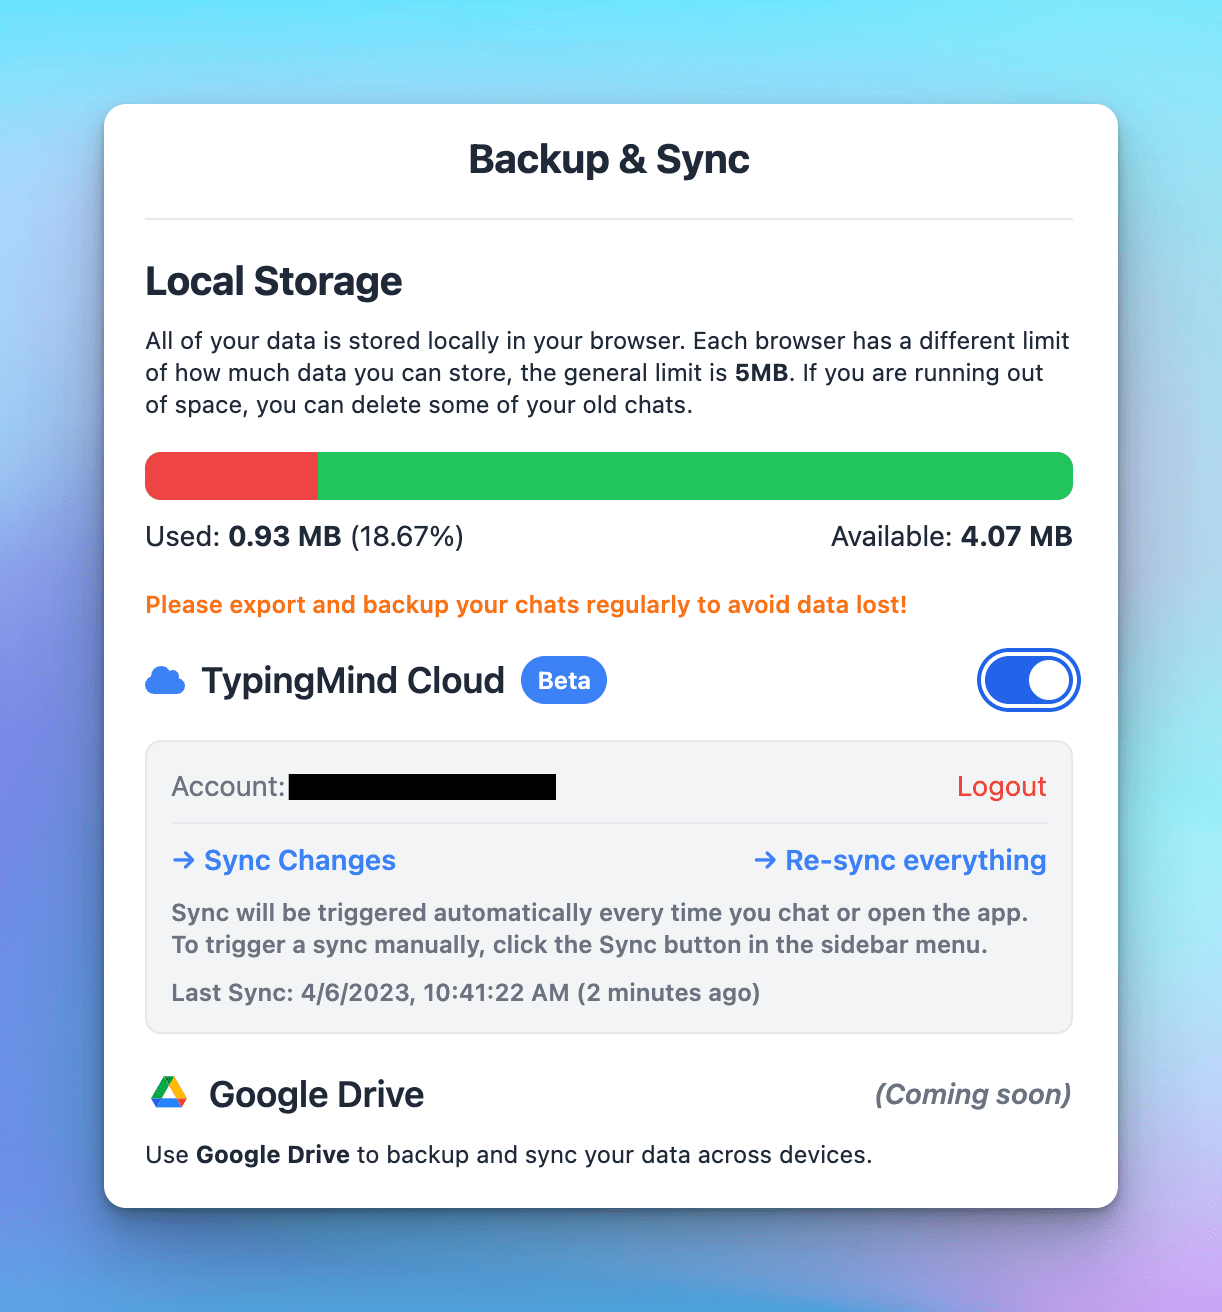 Backup & Sync
Local Storage
All of your data is stored locally in your browser. Each browser has a different limit
of how much data you can store, the general limit is 5MB. If you are running out
of space, you can delete some of your old chats.
Used: 0.93 MB (18.67%)
Available: 4.07 MB
Please export and backup your chats regularly to avoid data lost!
TypingMind Cloud
Beta
Account:
Logout
→ Sync Changes
→ Re-sync everything
Sync will be triggered automatically every time you chat or open the app.
To trigger a sync manually, click the Sync button in the sidebar menu.
Last Sync: 4/6/2023, 10:41:22 AM (2 minutes ago)
Google Drive
(Coming soon)
Use Google Drive to backup and sync your data across devices.